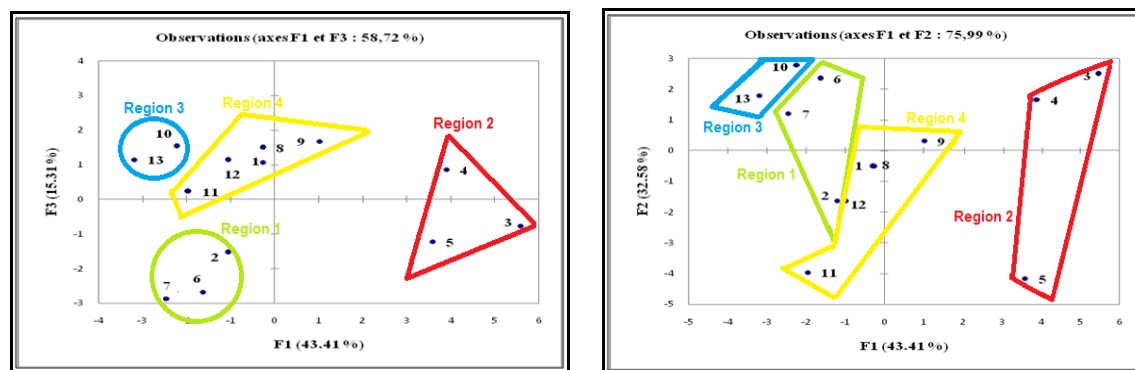 Observations (axes F1 et F3 : 58,72 %)
F3 (15.31 %)
4
3
2
1
0
-1
-2
-3
Region 3
10
13
Region 4
8
9
1
12
11
Region 1
2
6
7
Region 2
4
3
5
-4 -3 -2 -1 0 1 2 3 4 5 6
F1 (43.41 %)
Observations (axes F1 et F2 : 75,99 %)
F2 (32.58 %)
3
2
1
0
-1
-2
-3
-4
-5
10
13
Region 3
6
7
Region 1
Region 4
9
1 8
2 12
11
3
4
Region 2
5
-5 -4 -3 -2 -1 0 1 2 3 4 5 6
F1 (43.41 %)